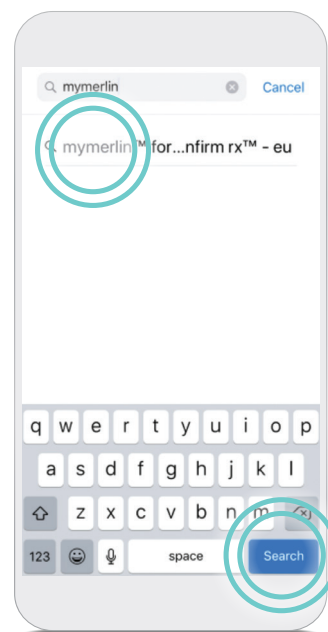 mymerlin Cancel
mymerlin™ for...nfirm rx™ - eu
q w e r t y u i o p
a s d f g h j k l
z x c v b n m
123 space Search